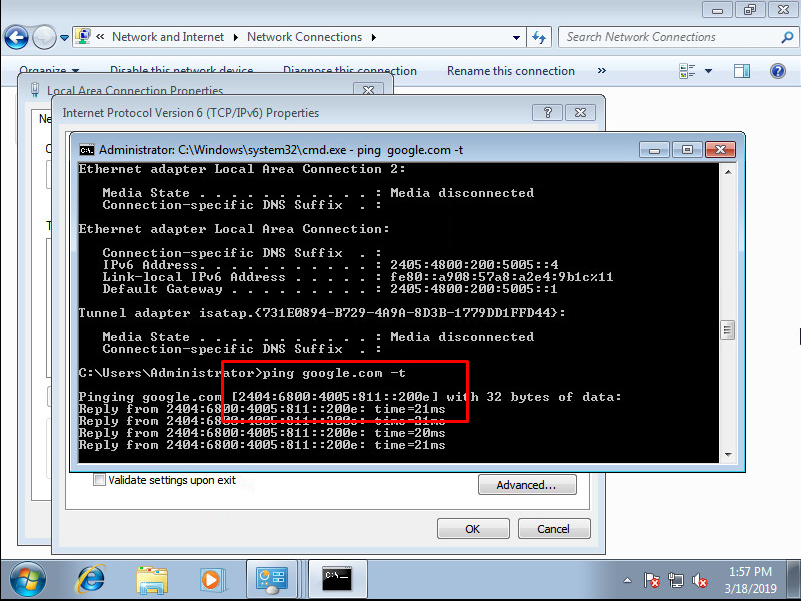 « Network and Internet ▸ Network Connections ▸
Search Network Connections
Organize ▾ Disable this network device Diagnose this connection Rename this connection »
Local Area Connection Properties
Ne
Internet Protocol Version 6 (TCP/IPv6) Properties
Administrator: C:\Windows\system32\cmd.exe - ping google.com -t
Ethernet adapter Local Area Connection 2:
Media State . . . . . . . . . . . : Media disconnected
Connection-specific DNS Suffix . :
Ethernet adapter Local Area Connection:
Connection-specific DNS Suffix . :
IPv6 Address. . . . . . . . . . . : 2405:4800:200:5005::4
Link-local IPv6 Address . . . . . : fe80::a908:57a8:a2e4:9b1c%11
Default Gateway . . . . . . . . . : 2405:4800:200:5005::1
Tunnel adapter isatap.{731E0894-B729-4A9A-8D3B-1779DD1FFD44}:
Media State . . . . . . . . . . . : Media disconnected
Connection-specific DNS Suffix . :
C:\Users\Administrator>ping google.com -t
Pinging google.com [2404:6800:4005:811::200e] with 32 bytes of data:
Reply from 2404:6800:4005:811::200e: time=21ms
Reply from 2404:6800:4005:811::200e: time=21ms
Reply from 2404:6800:4005:811::200e: time=20ms
Reply from 2404:6800:4005:811::200e: time=21ms
Validate settings upon exit
Advanced...
OK Cancel
1:57 PM
3/18/2019